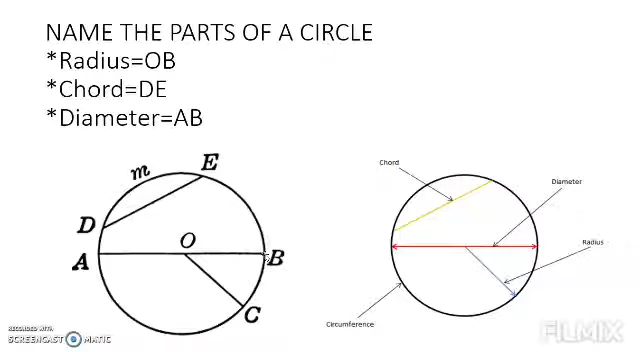 NAME THE PARTS OF A CIRCLE
*Radius=OB
*Chord=DE
*Diameter=AB
m
E
D
O
A
B
C
Chord
Diameter
Radius
Circumference
RECORDED WITH
SCREENCAST MATIC
FILMIX